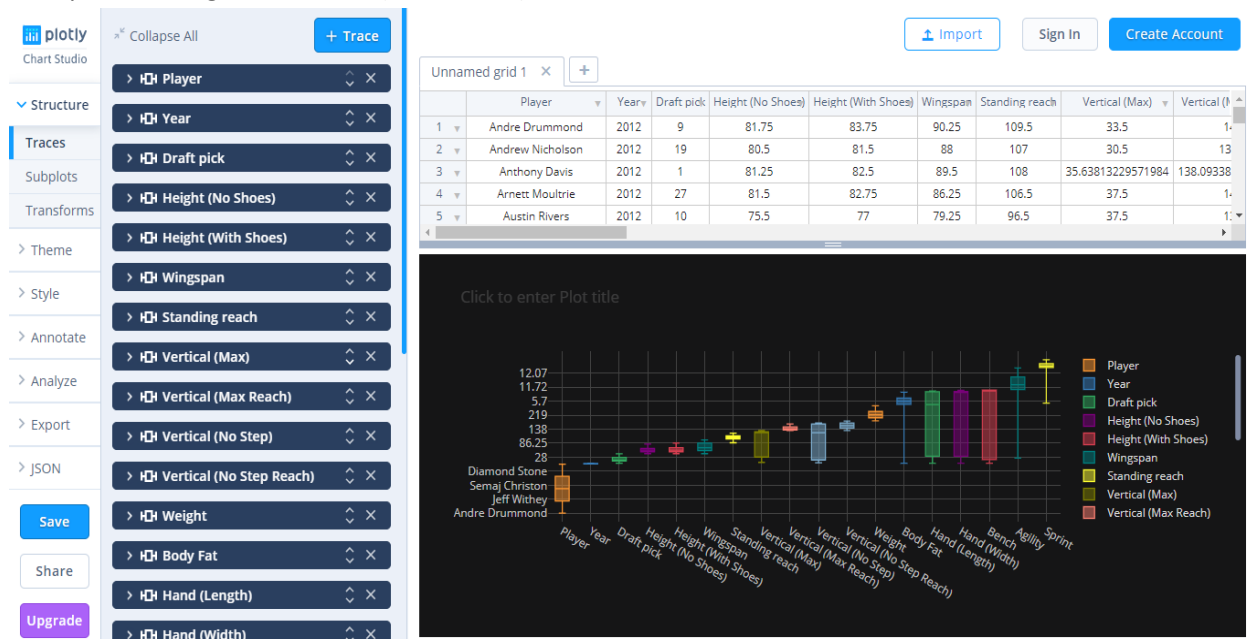 plotly
Chart Studio
Structure
Traces
Subplots
Transforms
Theme
Style
Annotate
Analyze
Export
JSON
Save
Share
Upgrade
Collapse All
+ Trace
Player
Year
Draft pick
Height (No Shoes)
Height (With Shoes)
Wingspan
Standing reach
Vertical (Max)
Vertical (Max Reach)
Vertical (No Step)
Vertical (No Step Reach)
Weight
Body Fat
Hand (Length)
Hand (Width)
Import
Sign In
Create Account
Unnamed grid 1
Player Year Draft pick Height (No Shoes) Height (With Shoes) Wingspan Standing reach Vertical (Max) Vertical
1 Andre Drummond 2012 9 81.75 83.75 90.25 109.5 33.5
2 Andrew Nicholson 2012 19 80.5 81.5 88 107 30.5
3 Anthony Davis 2012 1 81.25 82.5 89.5 108 35.63813229571984 138.09338
4 Arnett Moultrie 2012 27 81.5 82.75 86.25 106.5 37.5
5 Austin Rivers 2012 10 75.5 77 79.25 96.5 37.5
Click to enter Plot title
12.07
11.72
5.7
219
138
86.25
28
Diamond Stone
Semaj Christon
Jeff Withey
Andre Drummond
Player
Year
Draft pick
Height (No Shoes)
Height (With Shoes)
Wingspan
Standing reach
Vertical (Max)
Vertical (Max Reach)
Vertical (No Step)
Vertical (No Step Reach)
Weight
Body Fat
Hand (Length)
Hand (Width)
Bench
Agility
Sprint
Player
Year
Draft pick
Height (No Shoes)
Height (With Shoes)
Wingspan
Standing reach
Vertical (Max)
Vertical (Max Reach)